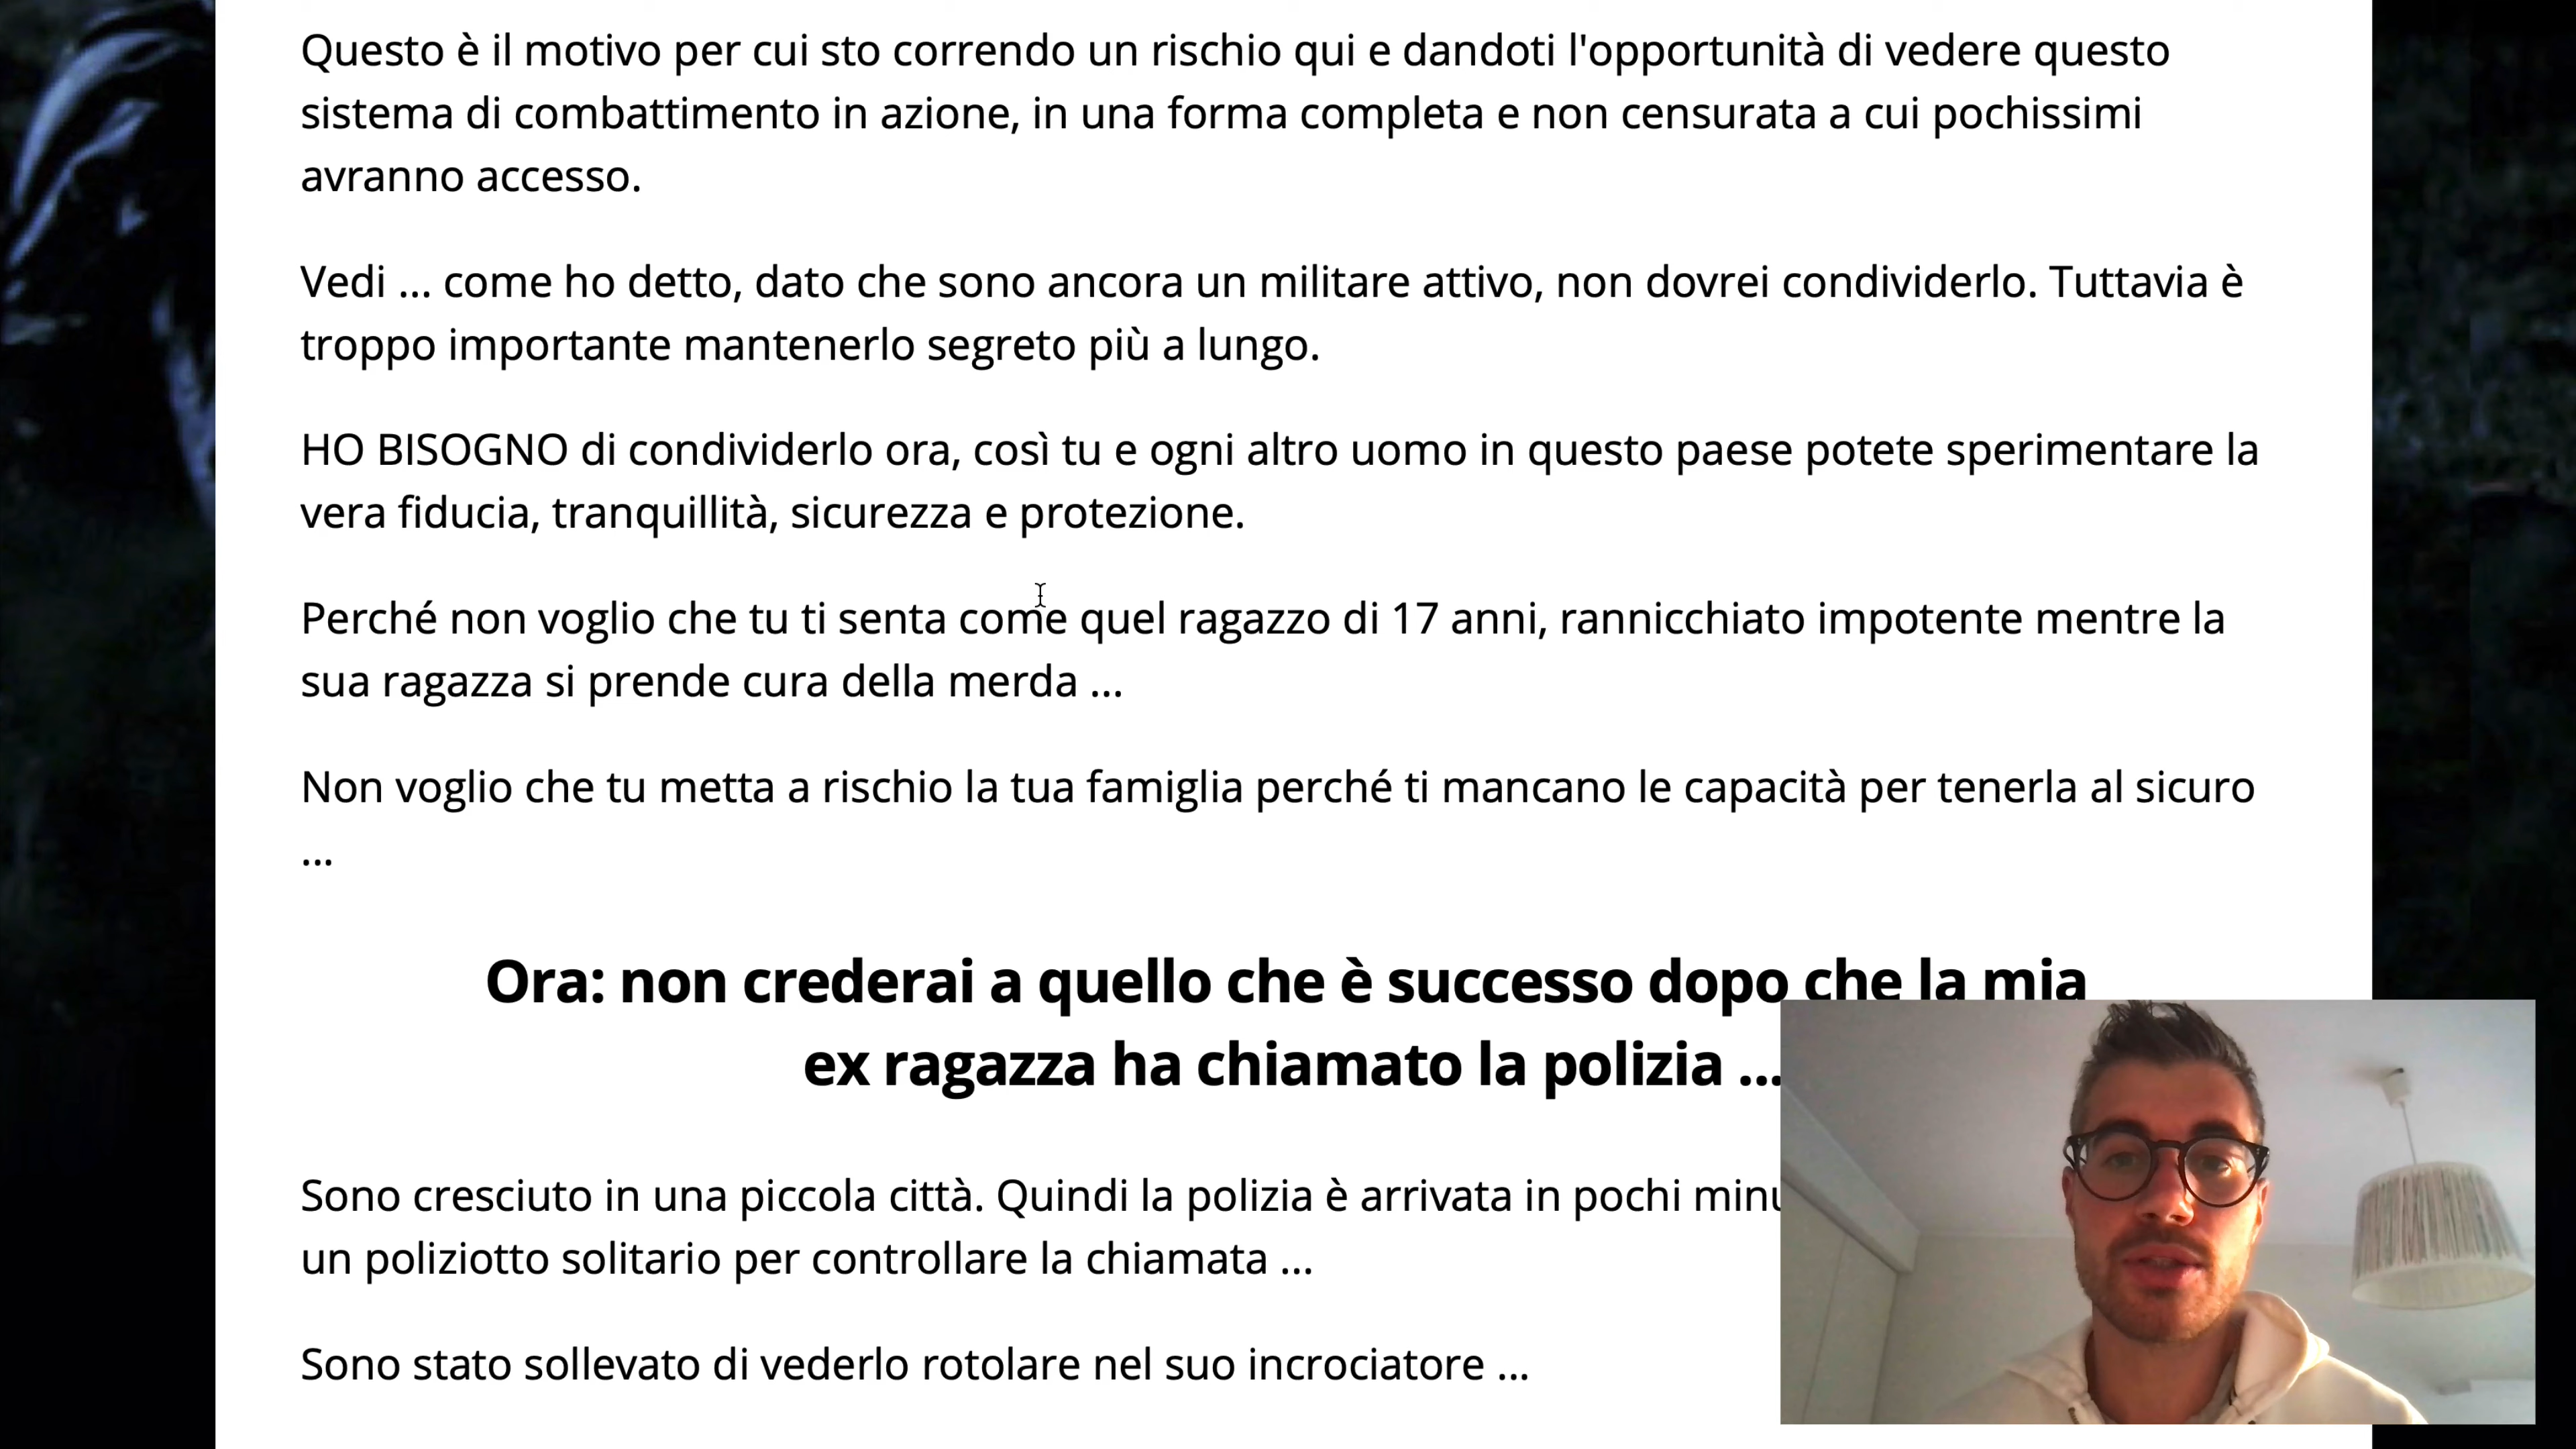 Questo è il motivo per cui sto correndo un rischio qui e dandoti l'opportunità di vedere questo
sistema di combattimento in azione, in una forma completa e non censurata a cui pochissimi
avranno accesso.
Vedi ... come ho detto, dato che sono ancora un militare attivo, non dovrei condividerlo. Tuttavia è
troppo importante mantenerlo segreto più a lungo.
HO BISOGNO di condividerlo ora, così tu e ogni altro uomo in questo paese potete sperimentare la
vera fiducia, tranquillità, sicurezza e protezione.
Perché non voglio che tu ti senta come quel ragazzo di 17 anni, rannicchiato impotente mentre la
sua ragazza si prende cura della merda ...
Non voglio che tu metta a rischio la tua famiglia perché ti mancano le capacità per tenerla al sicuro
...
Ora: non crederai a quello che è successo dopo che la mia
ex ragazza ha chiamato la polizia ...
Sono cresciuto in una piccola città. Quindi la polizia è arrivata in pochi
un poliziotto solitario per controllare la chiamata ...
Sono stato sollevato di vederlo rotolare nel suo incrociatore ...